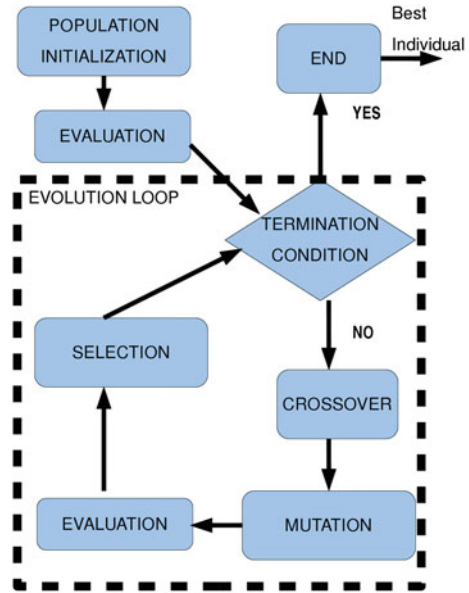 POPULATION
INITIALIZATION
Best
Individual
END
YES
EVALUATION
EVOLUTION LOOP
TERMINATION
CONDITION
NO
SELECTION
CROSSOVER
EVALUATION
MUTATION